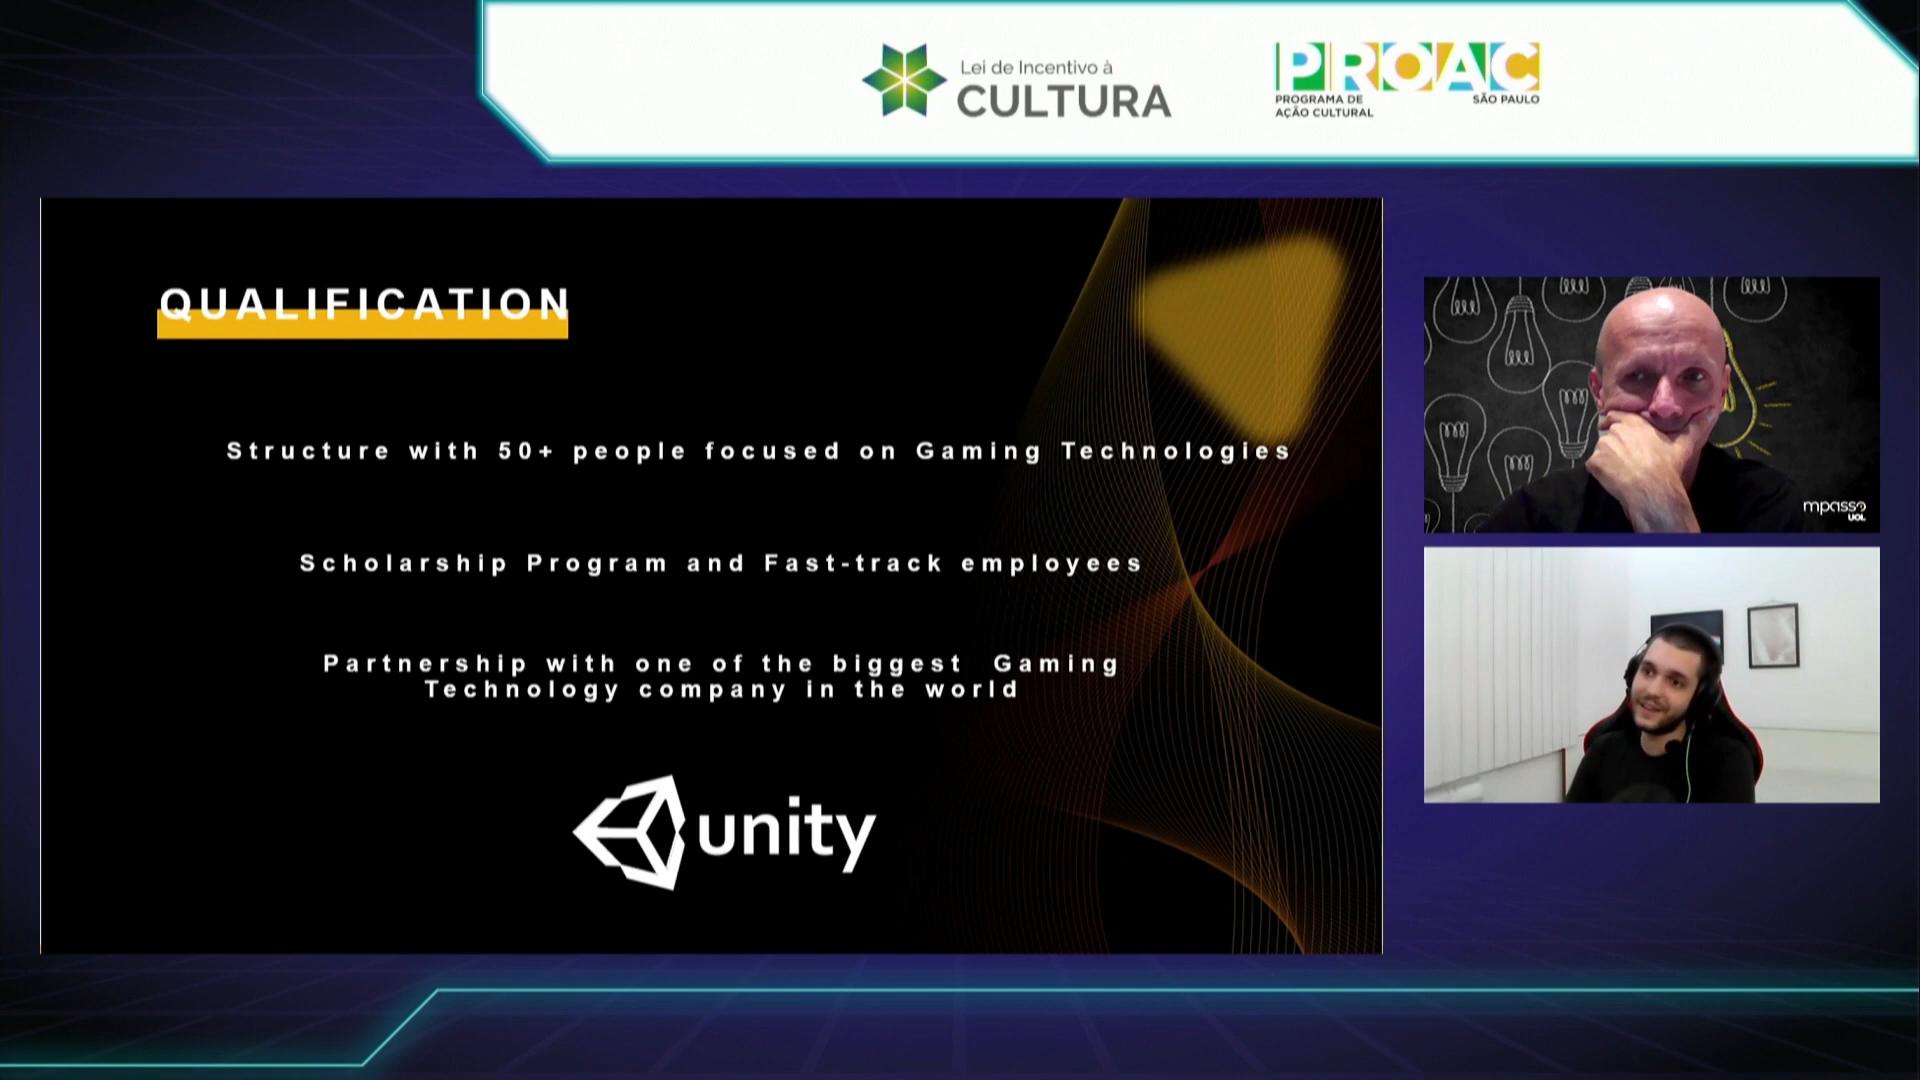 Lei de Incentivo à
CULTURA
PROAC
PROGRAMA DE
AÇÃO CULTURAL
SÃO PAULO
QUALIFICATION
Structure with 50+ people focused on Gaming Technologies
Scholarship Program and Fast-track employees
Partnership with one of the biggest Gaming
Technology company in the world
unity
mpasso
UOL